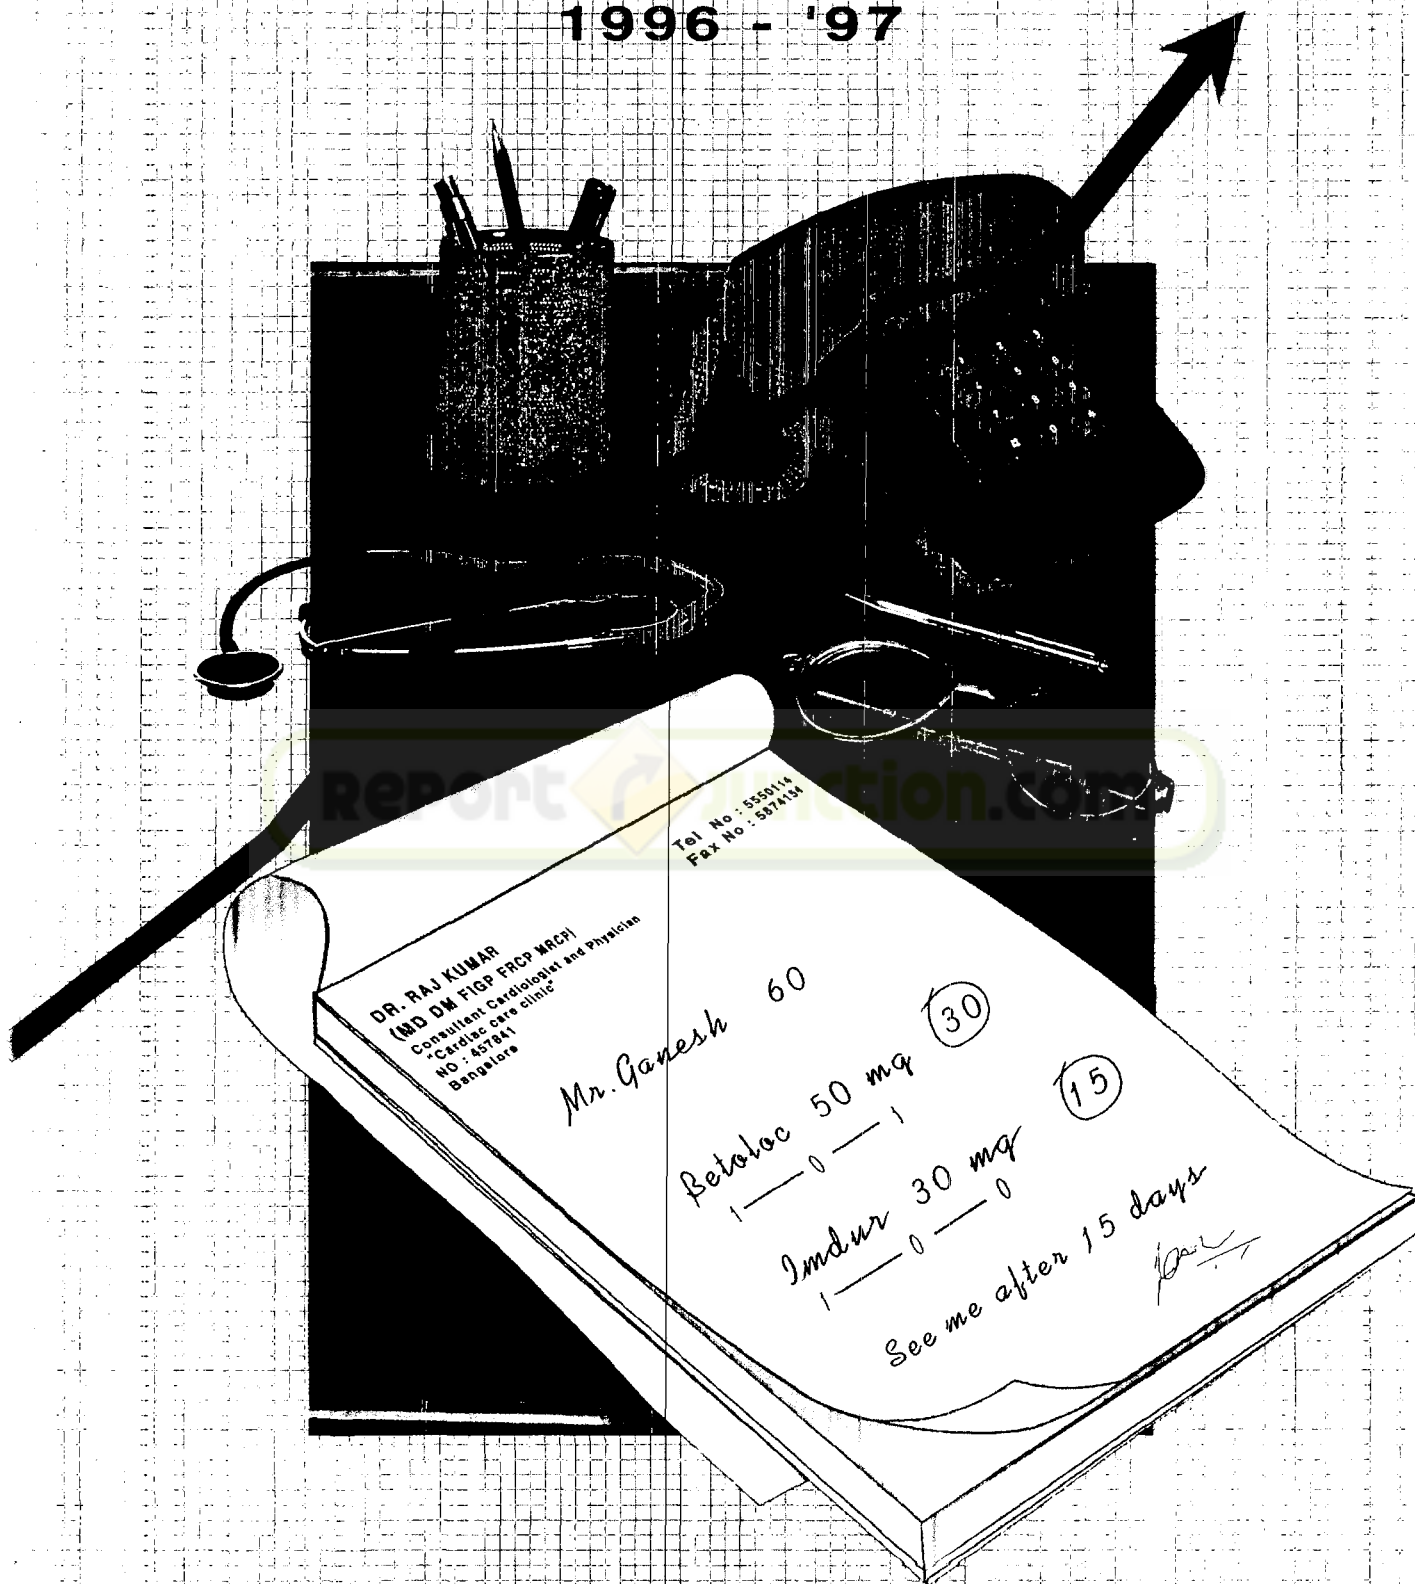 1996 - '97
Report Junction.com
Tel No : 5550114
Fax No : 5874134
DR. RAJ KUMAR
(MD DM FIGP FRCP MRCP)
Consultant Cardiologist and Physician
"Cardiac care clinic"
NO : 457841
Bangalore
Mr. Ganesh 60
Betaloc 50 mg 30
1 — 0 — 1
Imdur 30 mg 15
1 — 0 — 0
See me after 15 days